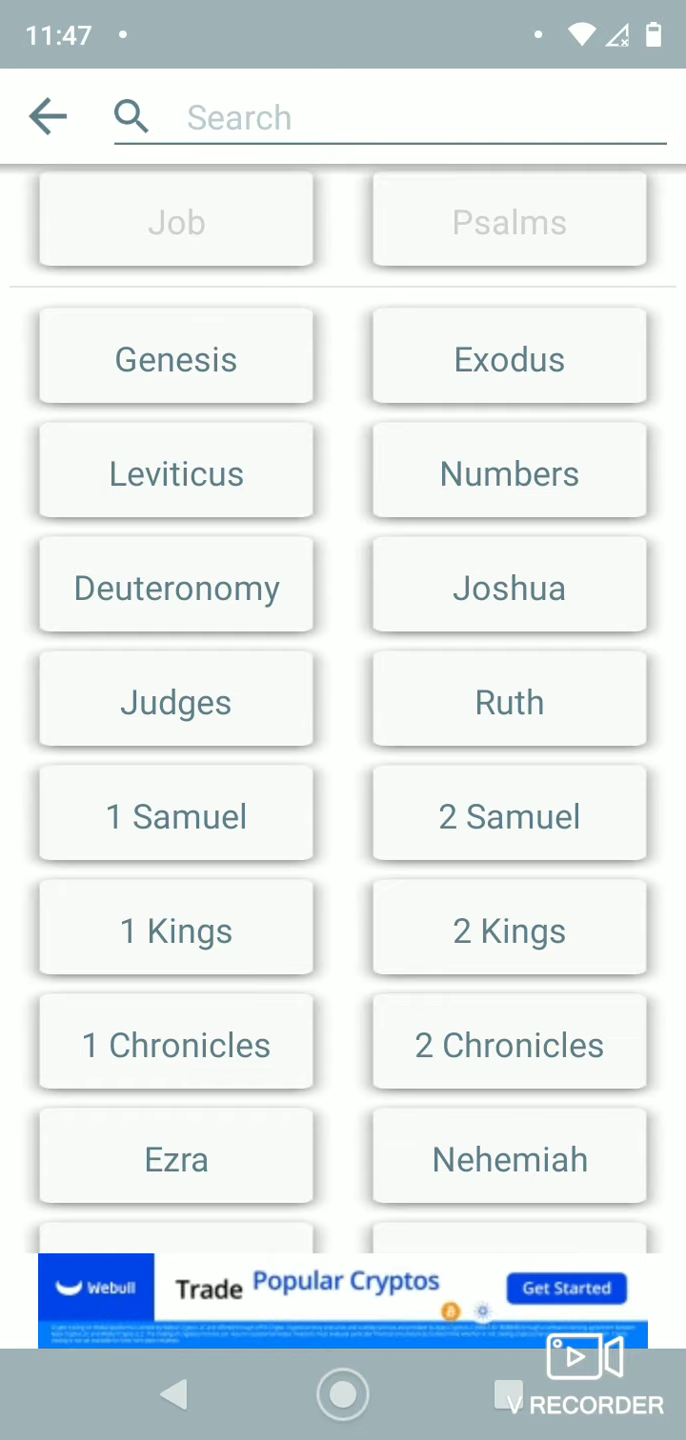 11:47
Search
Job Psalms
Genesis Exodus
Leviticus Numbers
Deuteronomy Joshua
Judges Ruth
1 Samuel 2 Samuel
1 Kings 2 Kings
1 Chronicles 2 Chronicles
Ezra Nehemiah
Webull Trade Popular Cryptos Get Started
V RECORDER